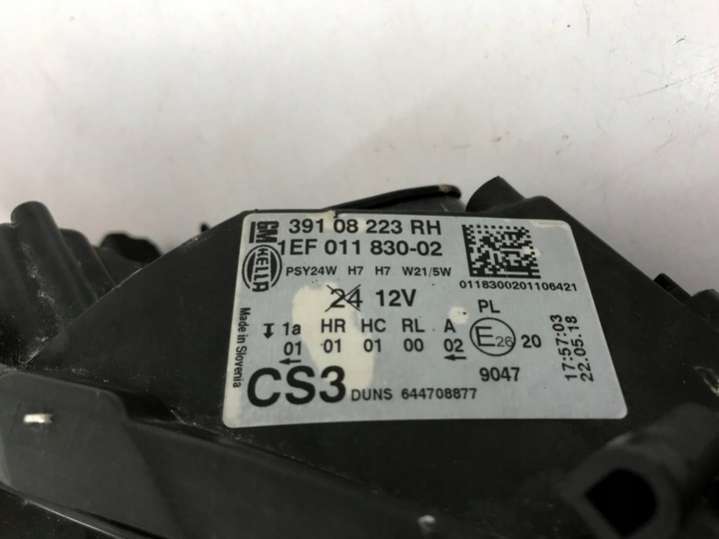 GM
HELLA
39108 223 RH
1EF 011 830-02
PSY24W H7 H7 W21/5W
0118300201106421
24 12V
PL
1a HR HC RL A
01 01 01 00 02
E26 20
9047
CS3 DUNS 644708877
Made in Slovenia
17:57:03
22.05.18